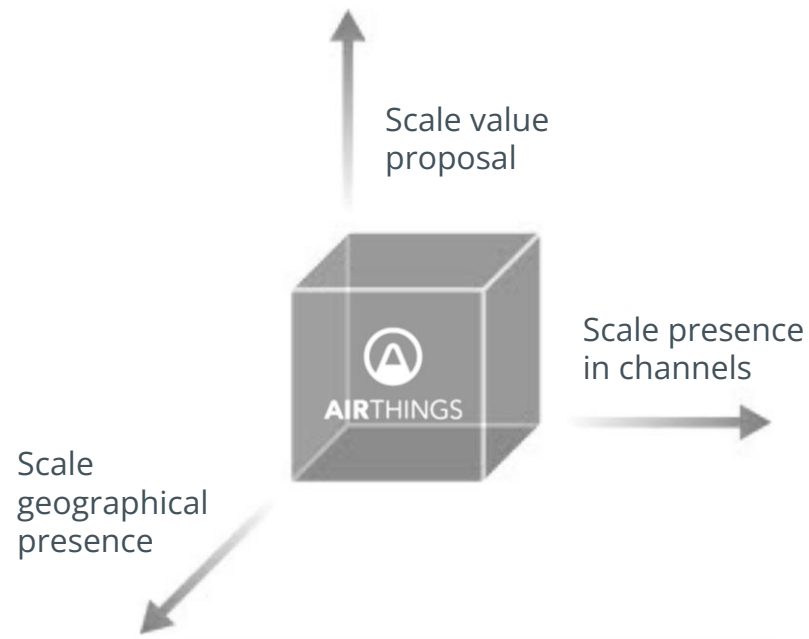 Scale value
proposal
Scale presence
in channels
AIRTHINGS
Scale
geographical
presence